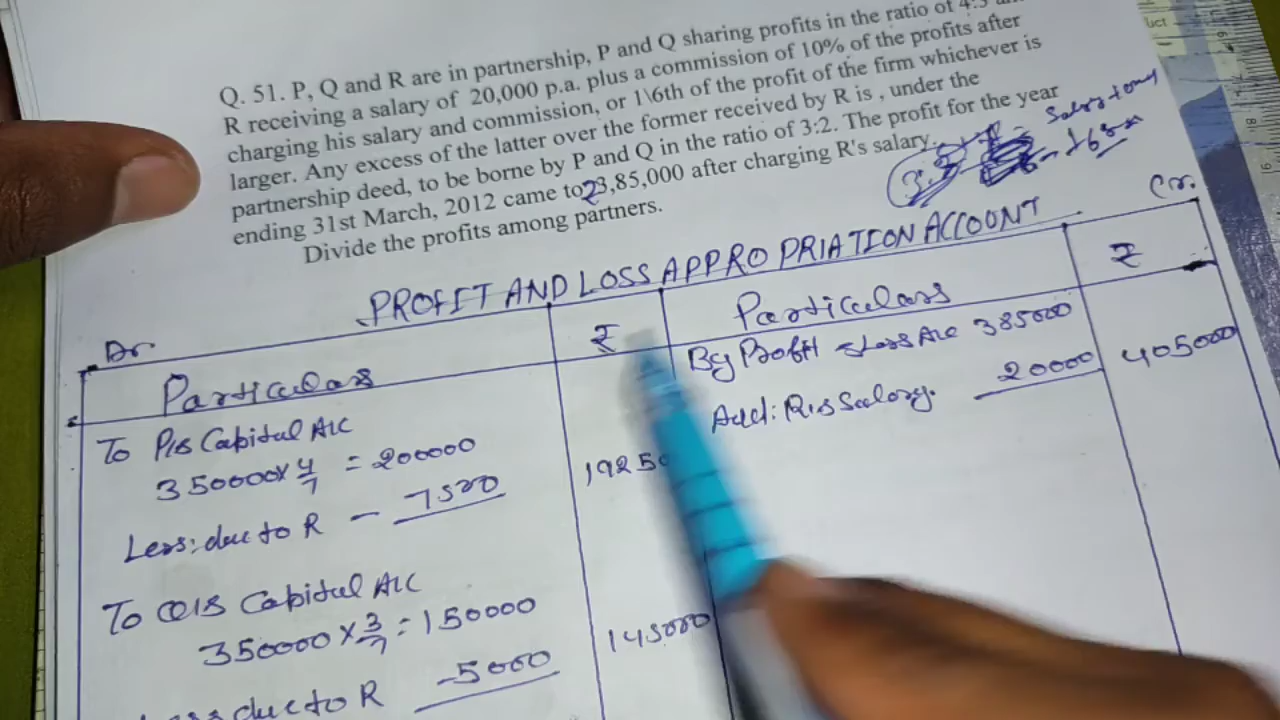 Q. 51. P, Q and R are in partnership, P and Q sharing profits in the ratio of 4:3 and
R receiving a salary of 20,000 p.a. plus a commission of 10% of the profits after
charging his salary and commission, or 1\6th of the profit of the firm whichever is
larger. Any excess of the latter over the former received by R is , under the
partnership deed, to be borne by P and Q in the ratio of 3:2. The profit for the year
ending 31st March, 2012 came to ₹3,85,000 after charging R's salary.
Divide the profits among partners.
PROFIT AND LOSS APPROPRIATION ACCOUNT
Dr. Cr.
Particulars ₹ Particulars ₹
By Profit & Loss A/c 385000
Add: R's Salary. 20000 405000
To P's Capital A/C
350000 × 4/7 = 200000
Less: due to R - 7500 1925
To Q's Capital A/C
350000 × 3/7 = 150000
Less due to R - 5000 145000